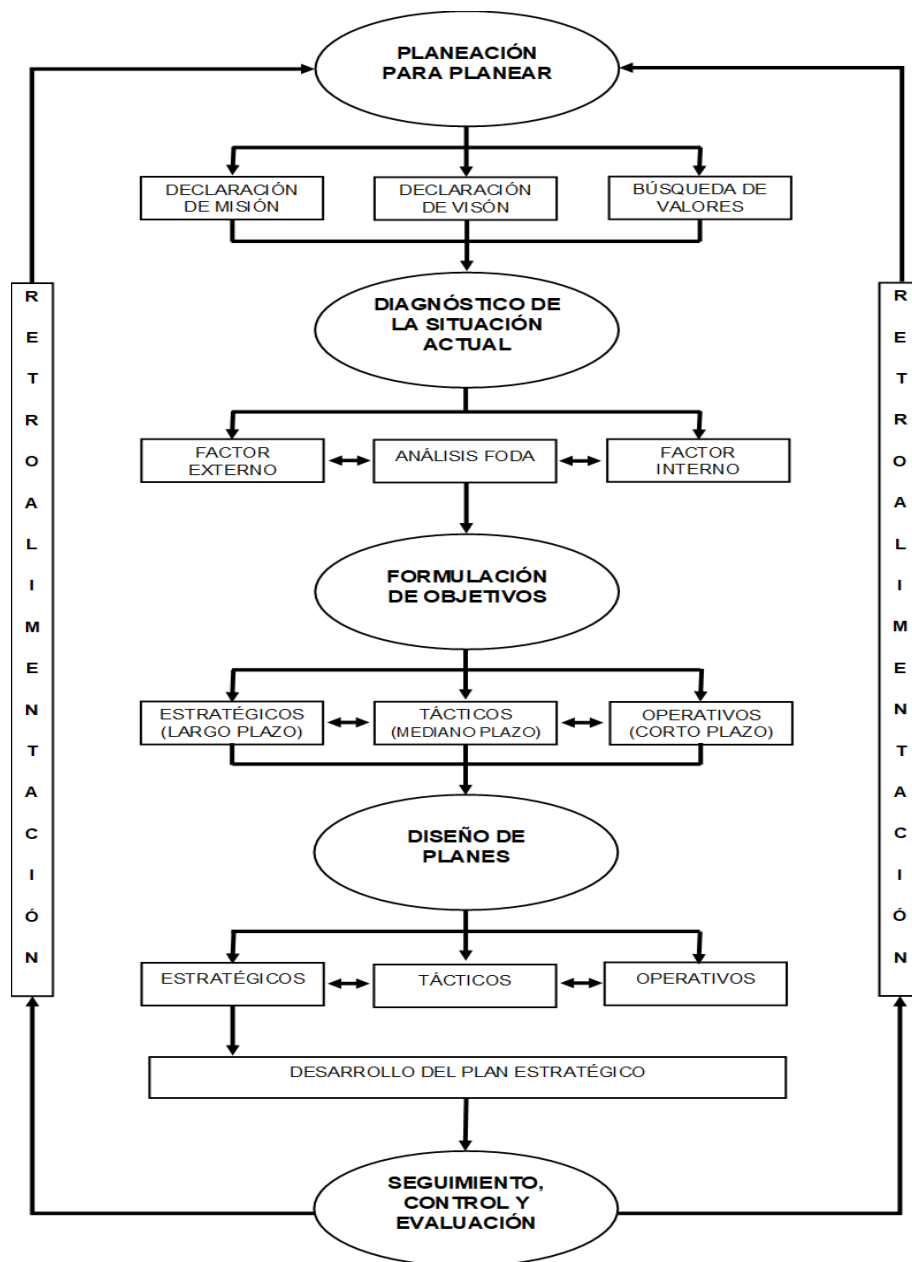 PLANEACIÓN
PARA PLANEAR
DECLARACIÓN
DE MISIÓN
DECLARACIÓN
DE VISÓN
BÚSQUEDA DE
VALORES
DIAGNÓSTICO DE
LA SITUACIÓN
ACTUAL
FACTOR
EXTERNO
ANÁLISIS FODA
FACTOR
INTERNO
FORMULACIÓN
DE OBJETIVOS
ESTRATÉGICOS
(LARGO PLAZO)
TÁCTICOS
(MEDIANO PLAZO)
OPERATIVOS
(CORTO PLAZO)
DISEÑO DE
PLANES
ESTRATÉGICOS
TÁCTICOS
OPERATIVOS
DESARROLLO DEL PLAN ESTRATÉGICO
SEGUIMIENTO,
CONTROL Y
EVALUACIÓN
RETROALIMENTACIÓN
RETROALIMENTACIÓN